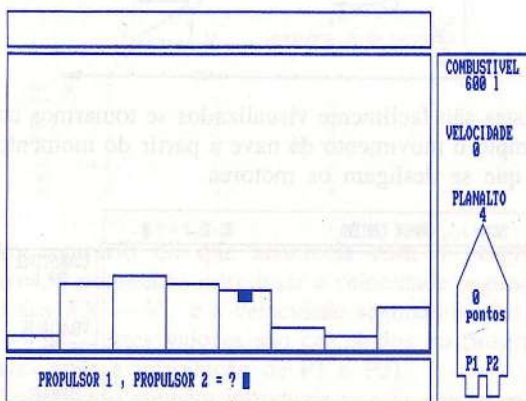 COMBUSTIVEL
600 l
VELOCIDADE
0
PLANALTO
4
0
pontos
P1 P2
PROPULSOR 1 , PROPULSOR 2 = ?